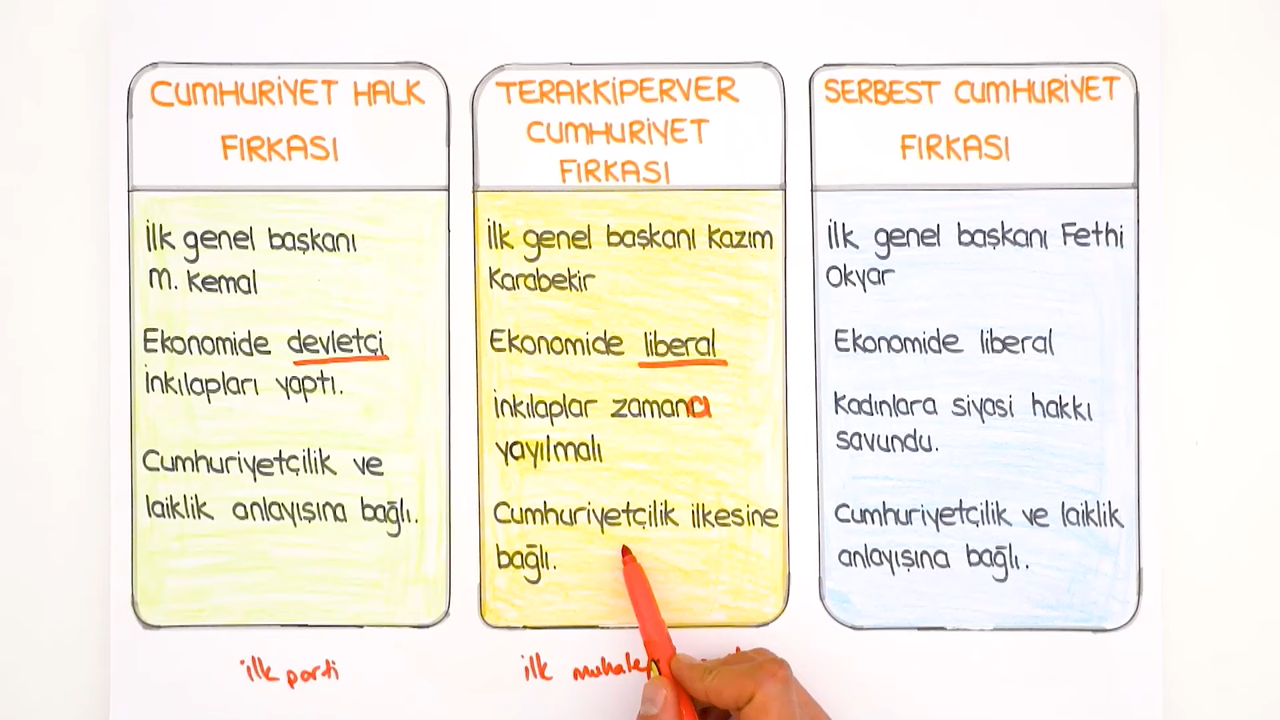 CUMHURİYET HALK
FIRKASI
İlk genel başkanı
M. Kemal
Ekonomide devletçi
İnkılapları yaptı.
Cumhuriyetçilik ve
laiklik anlayışına bağlı.
ilk parti
TERAKKİPERVER
CUMHURİYET
FIRKASI
İlk genel başkanı Kazım
Karabekir
Ekonomide liberal
İnkılaplar zamana
yayılmalı
Cumhuriyetçilik ilkesine
bağlı.
ilk
SERBEST CUMHURİYET
FIRKASI
İlk genel başkanı Fethi
Okyar
Ekonomide liberal
Kadınlara siyasi hakkı
savundu.
Cumhuriyetçilik ve laiklik
anlayışına bağlı.